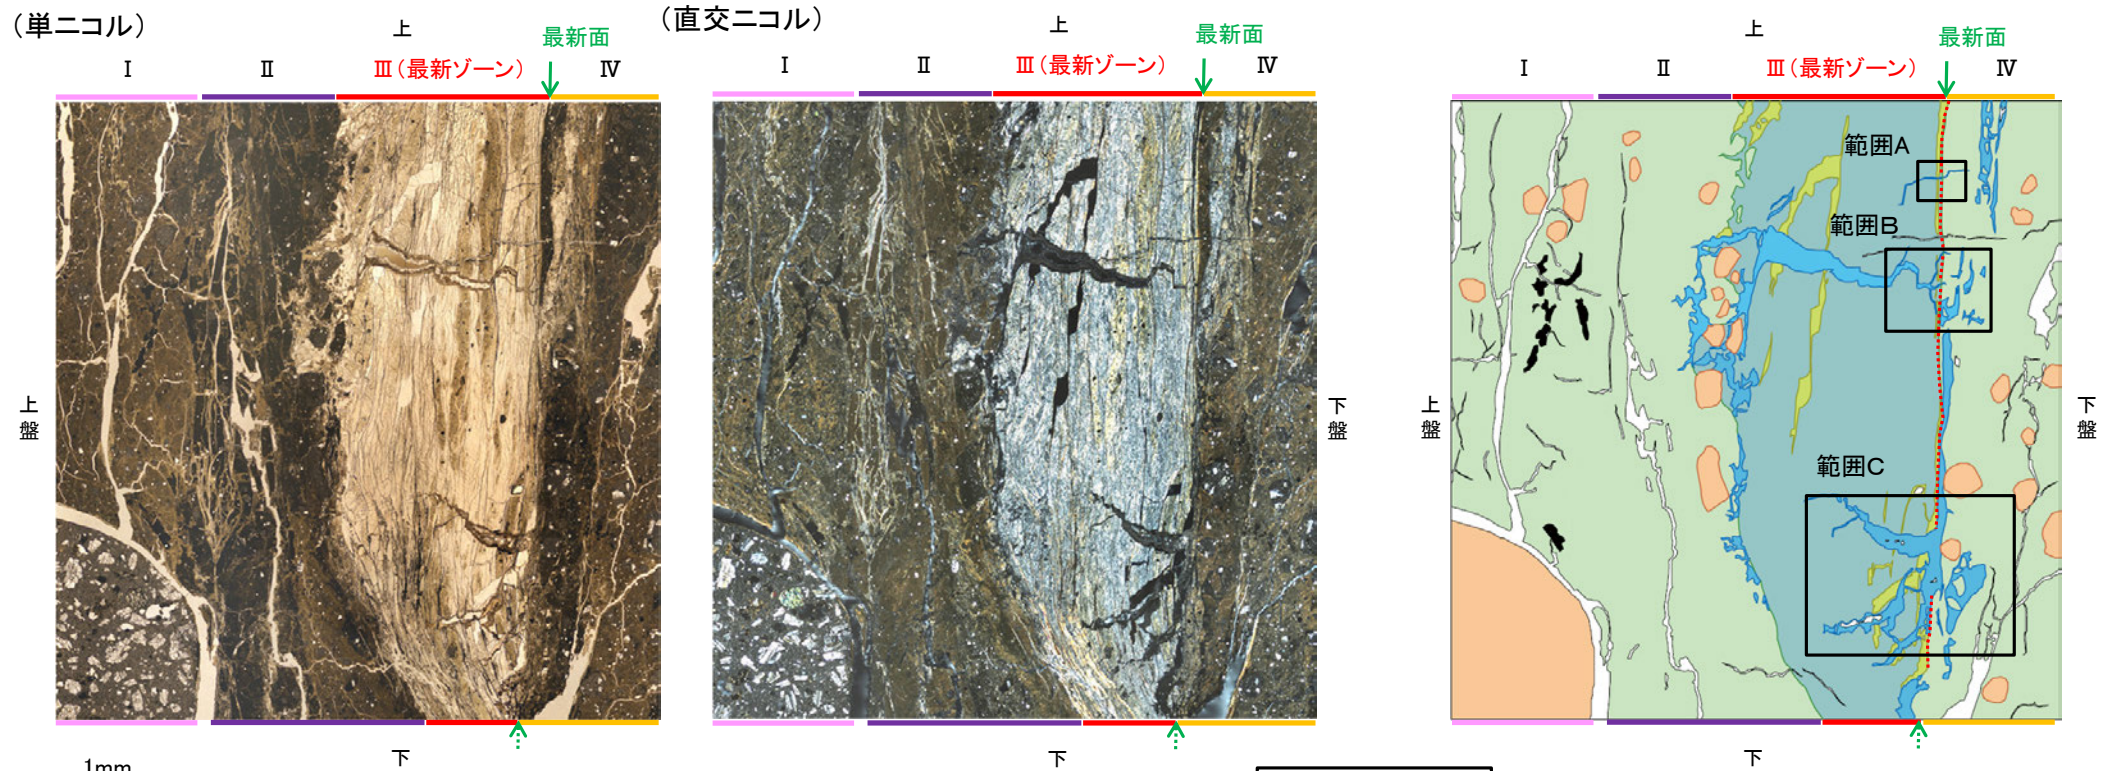 (単ニコル)
上
最新面
Ⅰ
Ⅱ
Ⅲ(最新ゾーン)
Ⅳ
上盤
下
1mm
(直交ニコル)
上
最新面
Ⅰ
Ⅱ
Ⅲ(最新ゾーン)
Ⅳ
下盤
下
上
最新面
Ⅰ
Ⅱ
Ⅲ(最新ゾーン)
Ⅳ
範囲A
範囲B
範囲C
上盤
下盤
下